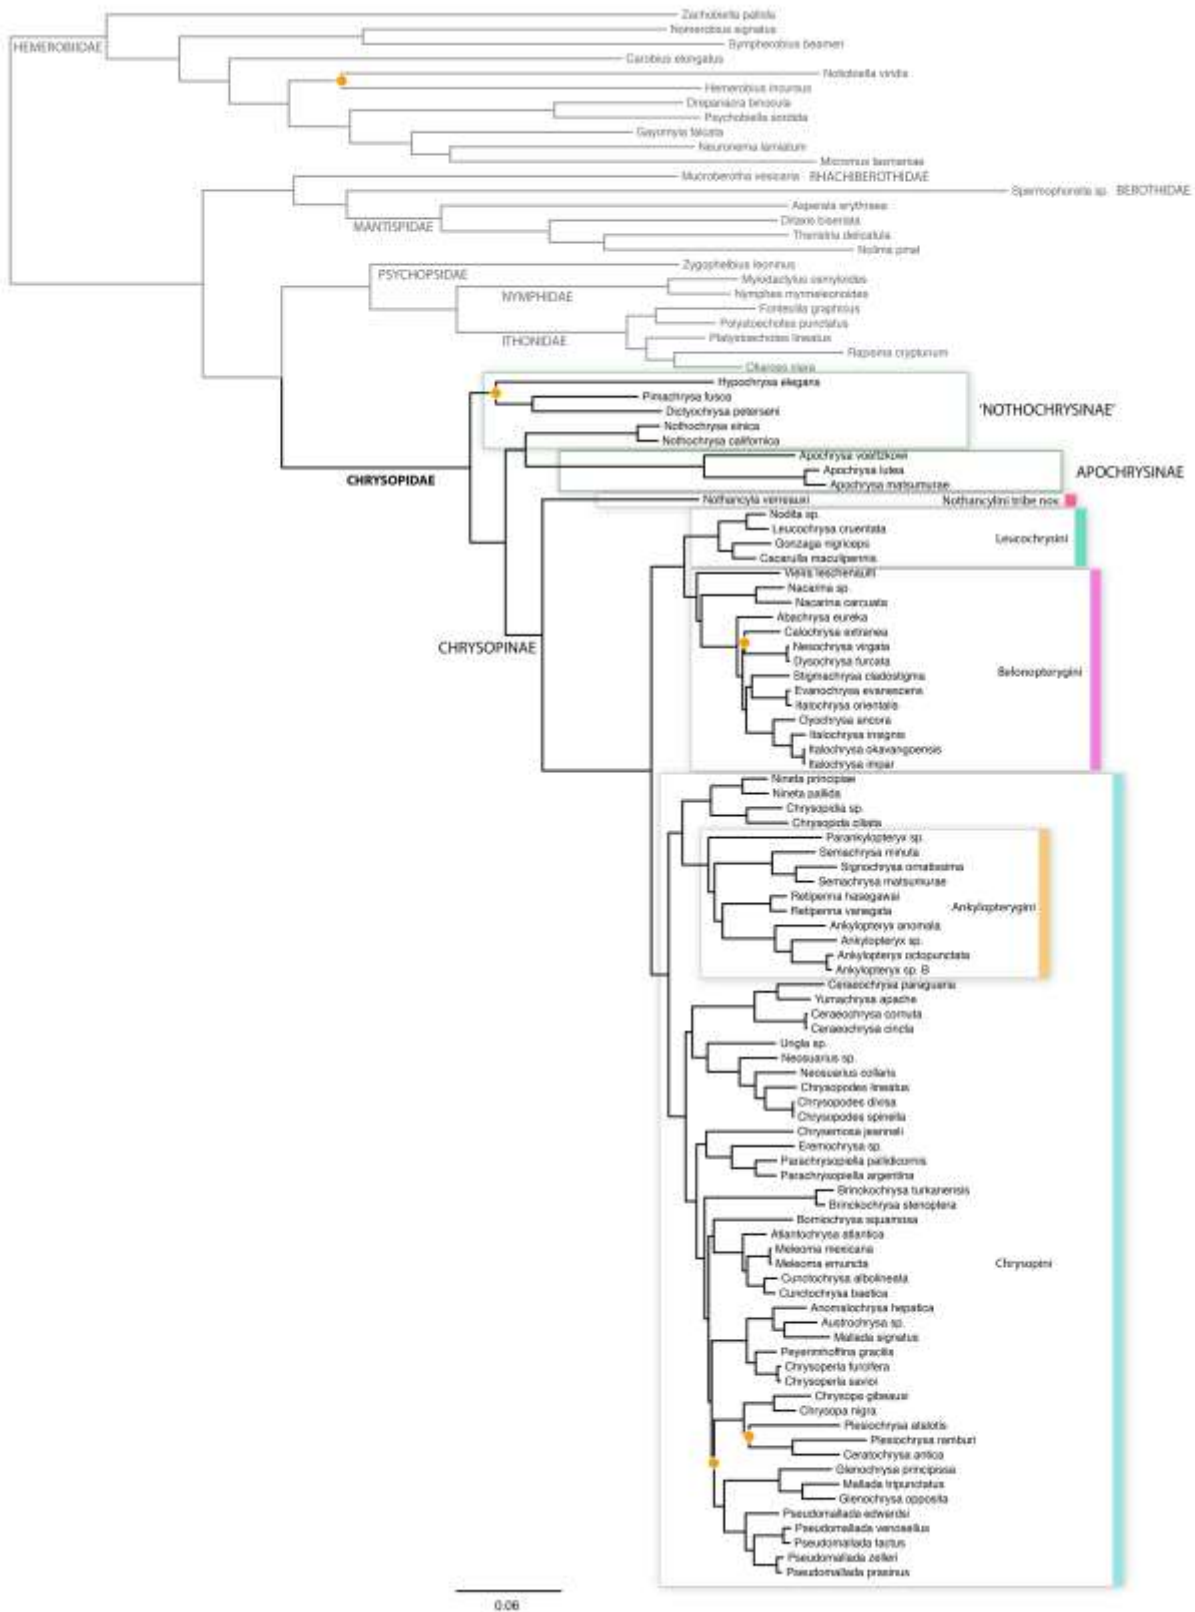 Zachobiella pallida
Nomerobius signatus
HEMEROBIIDAE
Sympherobius beameri
Carobius elongatus
Notiobiella viridis
Hemerobius incursus
Drepanacra binocula
Psychobiella sordida
Gayomyia falcata
Neuronema laminatum
Micromus tasmaniae
Mucroberotha vesicaria RHACHIBEROTHIDAE
Spermophorella sp. BEROTHIDAE
Asperala erythraea
Ditaxis biseriata
MANTISPIDAE
Theristria delicatula
Nolima pinal
Zygophlebius leoninus
PSYCHOPSIDAE
Myiodactylus osmyloides
NYMPHIDAE
Nymphes myrmeleonoides
Fontecilla graphicus
Polystoechotes punctatus
Platystoechotes lineatus
ITHONIDAE
Rapisma cryptunum
Oliarces clara
Hypochrysa elegans
Pimachrysa fusca
Dictyochrysa peterseni
'NOTHOCHRYSINAE'
Nothochrysa sinica
Nothochrysa californica
Apochrysa voeltzkowi
Apochrysa lutea
APOCHRYSINAE
CHRYSOPIDAE
Apochrysa matsumurae
Nothancyla verreauxi
Nothancylini tribe nov.
Nodita sp.
Leucochrysa cruentata
Leucochrysini
Gonzaga nigriceps
Cacarulla maculipennis
Vieira leschenaulti
Nacarina sp.
Nacarina carcuata
Abachrysa eureka
Calochrysa extranea
CHRYSOPINAE
Nesochrysa virgata
Dysochrysa furcata
Belonopterygini
Stigmachrysa cladostigma
Evanochrysa evanescens
Italochrysa orientalis
Oyochrysa ancora
Italochrysa insignis
Italochrysa okavangoensis
Italochrysa impar
Nineta principiae
Nineta pallida
Chrysopidia sp.
Chrysopida ciliata
Parankylopteryx sp.
Semachrysa minuta
Signochrysa ornatissima
Semachrysa matsumurae
Retipenna hasegawai
Ankylopterygini
Retipenna varegata
Ankylopteryx anomala
Ankylopteryx sp.
Ankylopteryx octopunctata
Ankylopteryx sp. B
Ceraeochrysa paraguaria
Yumachrysa apache
Ceraeochrysa cornuta
Ceraeochrysa cincta
Ungla sp.
Neosuarius sp.
Neosuarius collaris
Chrysopodes lineatus
Chrysopodes divisa
Chrysopodes spinella
Chrysemosa jeanneli
Eremochrysa sp.
Parachrysopiella pallidicornis
Parachrysopiella argentina
Brinckochrysa turkanensis
Brinckochrysa stenoptera
Borniochrysa squamosa
Atlantochrysa atlantica
Meleoma mexicana
Meleoma emuncta
Chrysopini
Cunctochrysa albolineata
Cunctochrysa baetica
Anomalochrysa hepatica
Austrochrysa sp.
Mallada signatus
Peyerimhoffina gracilis
Chrysoperla furcifera
Chrysoperla savioi
Chrysopa gibeauxi
Chrysopa nigra
Plesiochrysa atalotis
Plesiochrysa ramburi
Ceratochrysa antica
Glenochrysa principissa
Mallada tripunctatus
Glenochrysa opposita
Pseudomallada edwardsi
Pseudomallada venosellus
Pseudomallada luctus
Pseudomallada zelleri
Pseudomallada prasinus
0.06